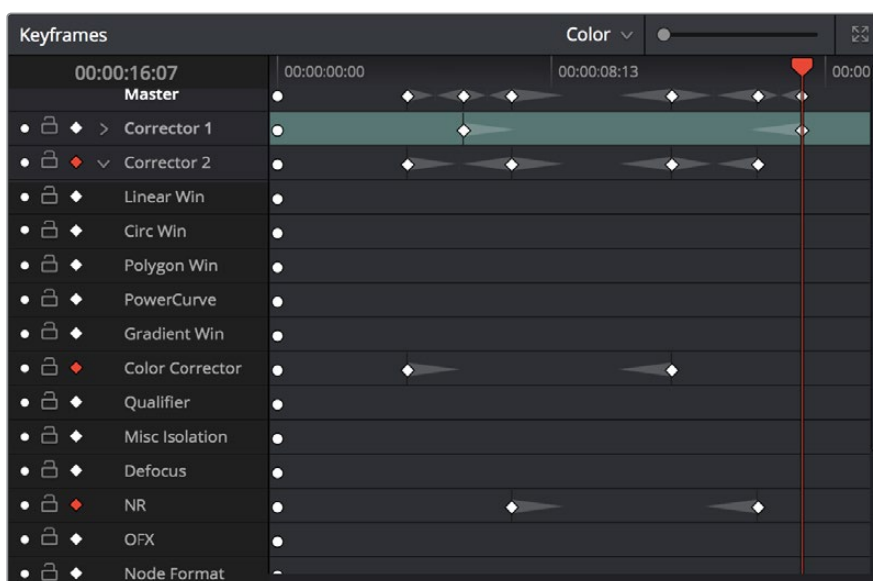 Keyframes Color
00:00:16:07 00:00:00:00 00:00:08:13 00:00
Master
Corrector 1
Corrector 2
Linear Win
Circ Win
Polygon Win
PowerCurve
Gradient Win
Color Corrector
Qualifier
Misc Isolation
Defocus
NR
OFX
Node Format